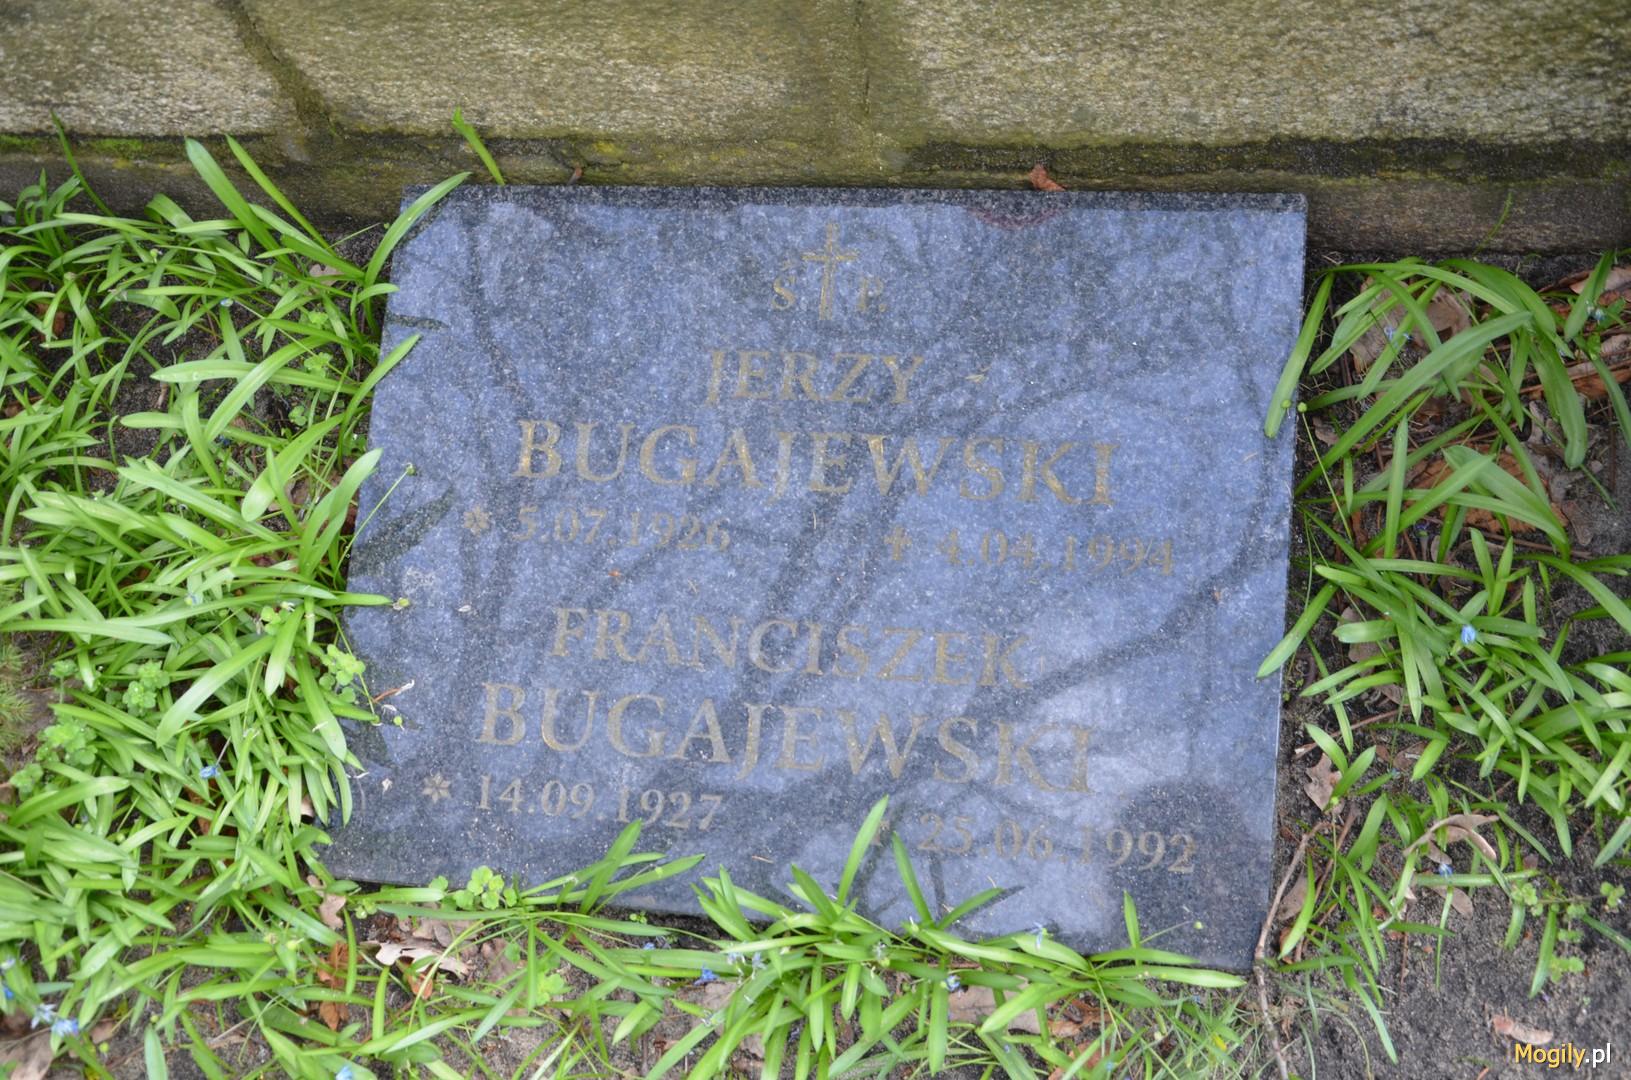 Ś. P.
JERZY
BUGAJEWSKI
* 5.07.1926 ✝ 4.04.1994
FRANCISZEK
BUGAJEWSKI
* 14.09.1927 ✝ 25.06.1992
Mogily.pl